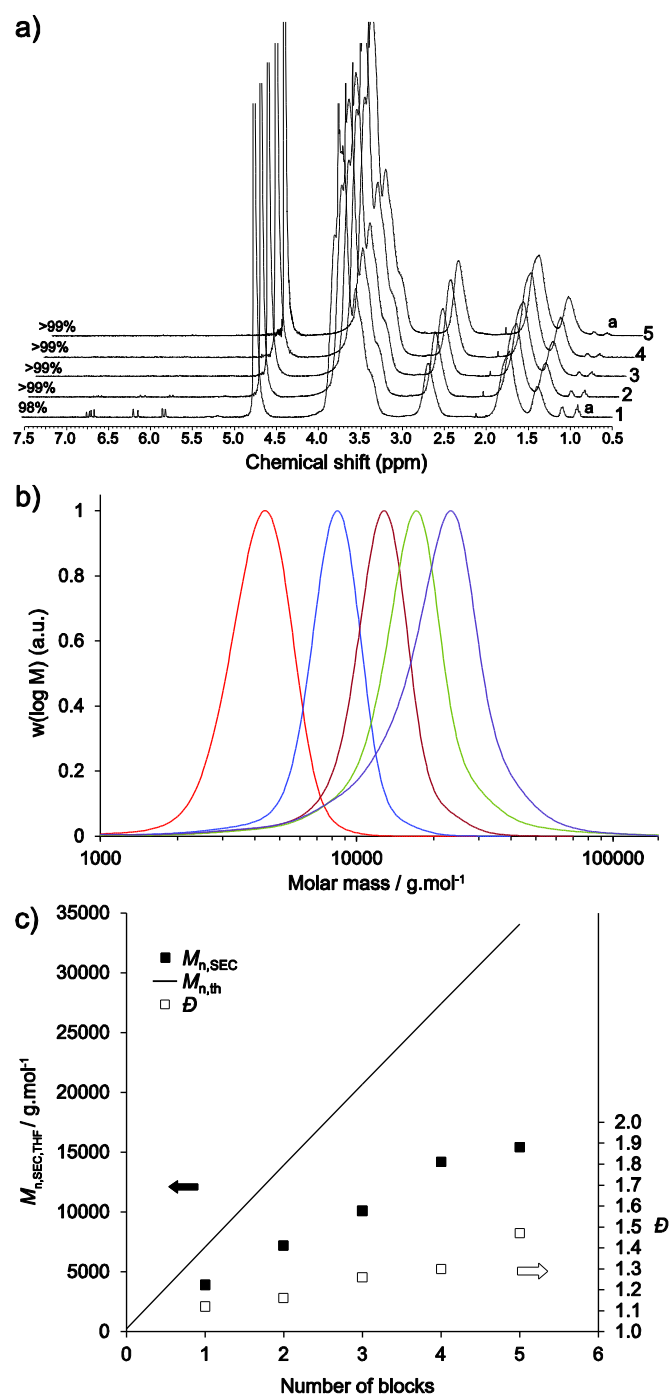 a)
>99%
a
5
>99%
4
>99%
3
>99%
2
98%
a
1
7.5 7.0 6.5 6.0 5.5 5.0 4.5 4.0 3.5 3.0 2.5 2.0 1.5 1.0 0.5
Chemical shift (ppm)
b)
1
0.8
0.6
0.4
0.2
0
w(log M) (a.u.)
1000 10000 100000
Molar mass / g.mol-1
c)
35000
30000
25000
20000
15000
10000
5000
0
Mn,SEC,THF / g.mol-1
Mn,SEC
Mn,th
Đ
2.0
1.9
1.8
1.7
1.6
1.5
1.4
1.3
1.2
1.1
1.0
Đ
0 1 2 3 4 5 6
Number of blocks